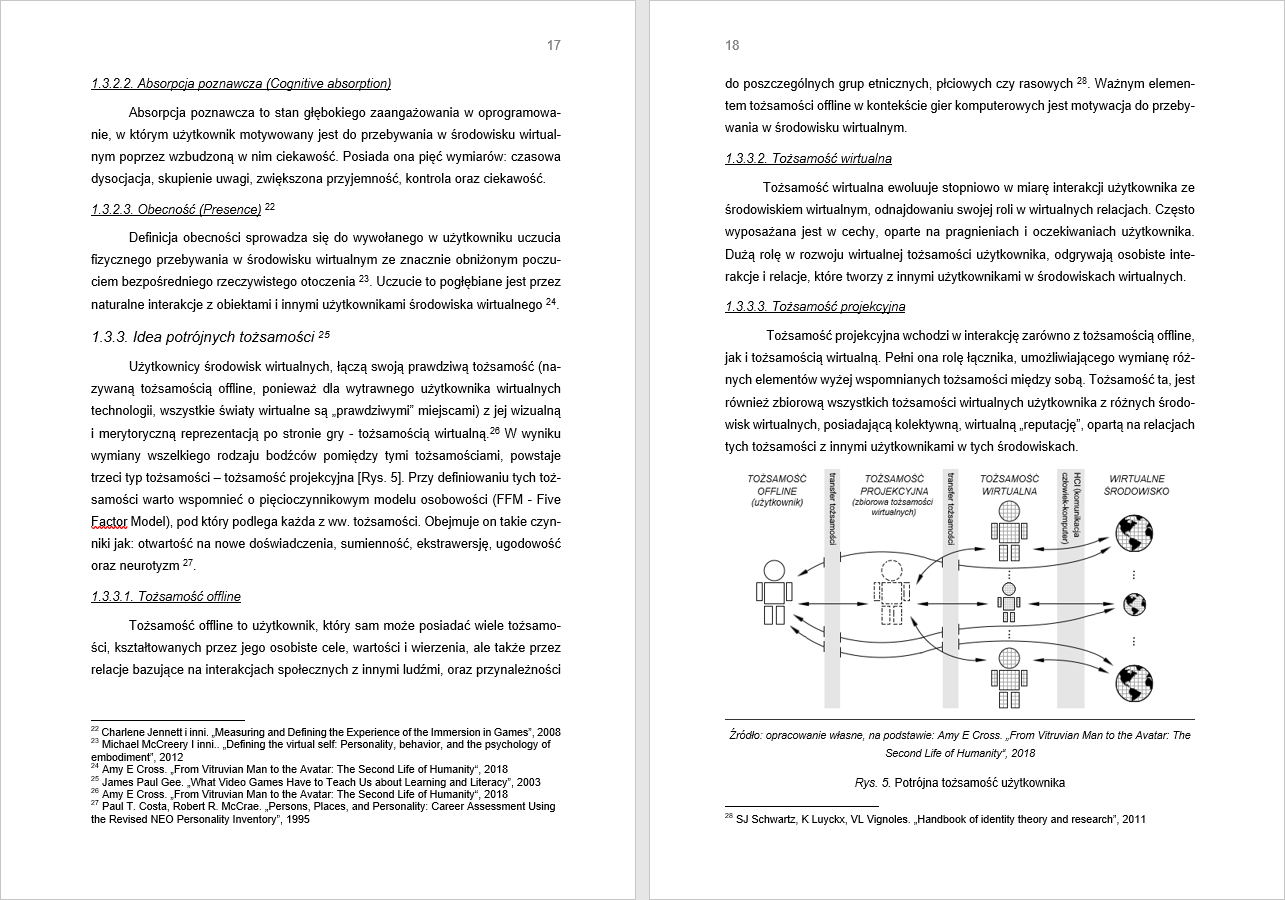 17
1.3.2.2. Absorpcja poznawcza (Cognitive absorption)
Absorpcja poznawcza to stan głębokiego zaangażowania w oprogramowa-
nie, w którym użytkownik motywowany jest do przebywania w środowisku wirtual-
nym poprzez wzbudzoną w nim ciekawość. Posiada ona pięć wymiarów: czasowa
dysocjacja, skupienie uwagi, zwiększona przyjemność, kontrola oraz ciekawość.
1.3.2.3. Obecność (Presence) 22
Definicja obecności sprowadza się do wywołanego w użytkowniku uczucia
fizycznego przebywania w środowisku wirtualnym ze znacznie obniżonym poczu-
ciem bezpośredniego rzeczywistego otoczenia 23. Uczucie to pogłębiane jest przez
naturalne interakcje z obiektami i innymi użytkownikami środowiska wirtualnego 24.
1.3.3. Idea potrójnych tożsamości 25
Użytkownicy środowisk wirtualnych, łączą swoją prawdziwą tożsamość (na-
zywaną tożsamością offline, ponieważ dla wytrawnego użytkownika wirtualnych
technologii, wszystkie światy wirtualne są „prawdziwymi” miejscami) z jej wizualną
i merytoryczną reprezentacją po stronie gry - tożsamością wirtualną.26 W wyniku
wymiany wszelkiego rodzaju bodźców pomiędzy tymi tożsamościami, powstaje
trzeci typ tożsamości – tożsamość projekcyjna [Rys. 5]. Przy definiowaniu tych toż-
samości warto wspomnieć o pięcioczynnikowym modelu osobowości (FFM - Five
Factor Model), pod który podlega każda z ww. tożsamości. Obejmuje on takie czyn-
niki jak: otwartość na nowe doświadczenia, sumienność, ekstrawersję, ugodowość
oraz neurotyzm 27.
1.3.3.1. Tożsamość offline
Tożsamość offline to użytkownik, który sam może posiadać wiele tożsamo-
ści, kształtowanych przez jego osobiste cele, wartości i wierzenia, ale także przez
relacje bazujące na interakcjach społecznych z innymi ludźmi, oraz przynależności
22 Charlene Jennett i inni. „Measuring and Defining the Experience of the Immersion in Games”, 2008
23 Michael McCreery I inni.. „Defining the virtual self: Personality, behavior, and the psychology of
embodiment”, 2012
24 Amy E Cross. „From Vitruvian Man to the Avatar: The Second Life of Humanity“, 2018
25 James Paul Gee. „What Video Games Have to Teach Us about Learning and Literacy”, 2003
26 Amy E Cross. „From Vitruvian Man to the Avatar: The Second Life of Humanity“, 2018
27 Paul T. Costa, Robert R. McCrae. „Persons, Places, and Personality: Career Assessment Using
the Revised NEO Personality Inventory”, 1995
18
do poszczególnych grup etnicznych, płciowych czy rasowych 28. Ważnym elemen-
tem tożsamości offline w kontekście gier komputerowych jest motywacja do przeby-
wania w środowisku wirtualnym.
1.3.3.2. Tożsamość wirtualna
Tożsamość wirtualna ewoluuje stopniowo w miarę interakcji użytkownika ze
środowiskiem wirtualnym, odnajdowaniu swojej roli w wirtualnych relacjach. Często
wyposażana jest w cechy, oparte na pragnieniach i oczekiwaniach użytkownika.
Dużą rolę w rozwoju wirtualnej tożsamości użytkownika, odgrywają osobiste inte-
rakcje i relacje, które tworzy z innymi użytkownikami w środowiskach wirtualnych.
1.3.3.3. Tożsamość projekcyjna
Tożsamość projekcyjna wchodzi w interakcję zarówno z tożsamością offline,
jak i tożsamością wirtualną. Pełni ona rolę łącznika, umożliwiającego wymianę róż-
nych elementów wyżej wspomnianych tożsamości między sobą. Tożsamość ta, jest
również zbiorową wszystkich tożsamości wirtualnych użytkownika z różnych środo-
wisk wirtualnych, posiadającą kolektywną, wirtualną „reputację”, opartą na relacjach
tych tożsamości z innymi użytkownikami w tych środowiskach.
TOŻSAMOŚĆ
OFFLINE
(użytkownik)
transfer tożsamości
TOŻSAMOŚĆ
PROJEKCYJNA
(zbiorowa tożsamości
wirtualnych)
transfer tożsamości
TOŻSAMOŚĆ
WIRTUALNA
HCI (komunikacja
człowiek-komputer)
WIRTUALNE
ŚRODOWISKO
Źródło: opracowanie własne, na podstawie: Amy E Cross. „From Vitruvian Man to the Avatar: The
Second Life of Humanity“, 2018
Rys. 5. Potrójna tożsamość użytkownika
28 SJ Schwartz, K Luyckx, VL Vignoles. „Handbook of identity theory and research”, 2011